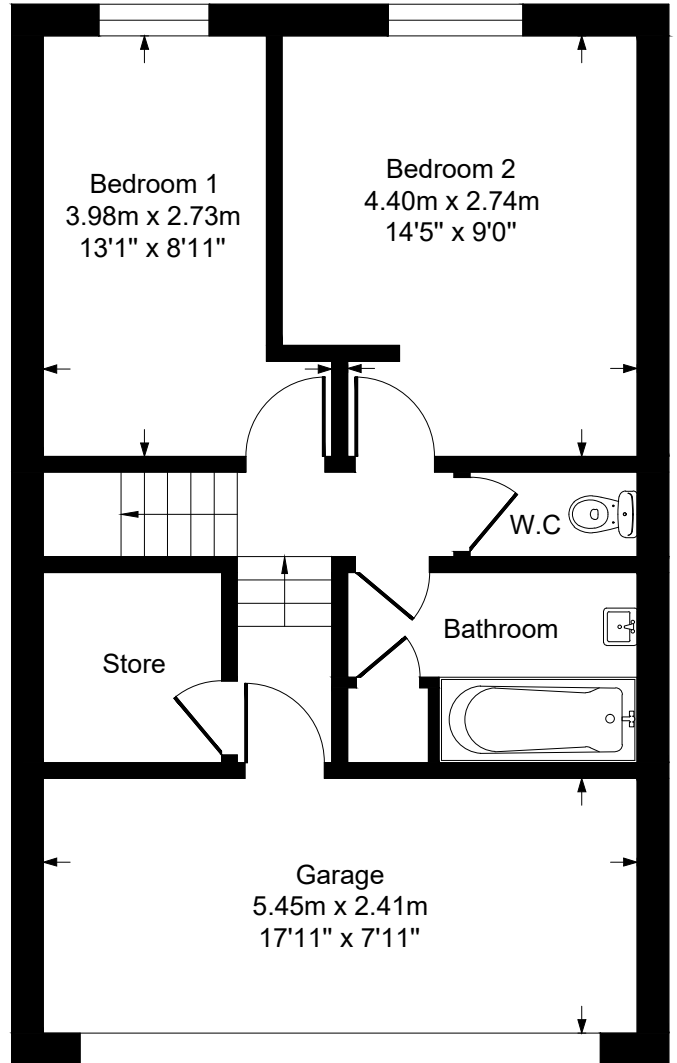 Bedroom 1
3.98m x 2.73m
13'1" x 8'11"
Bedroom 2
4.40m x 2.74m
14'5" x 9'0"
W.C
Bathroom
Store
Garage
5.45m x 2.41m
17'11" x 7'11"